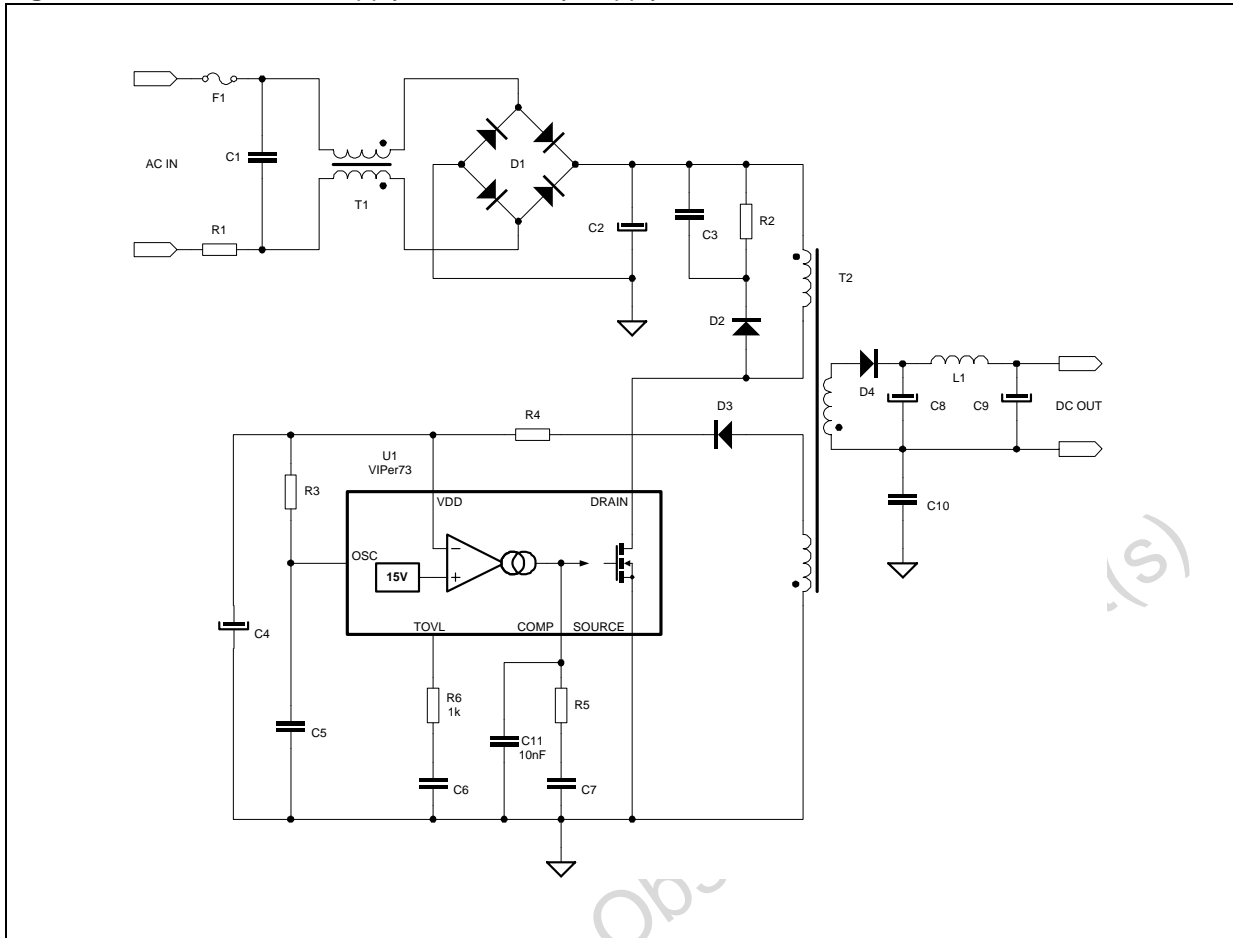 F1
AC IN
C1
T1
R1
D1
C2
C3
R2
D2
T2
D4
L1
C8
C9
DC OUT
C10
D3
R4
U1
VIPer73
R3
VDD
DRAIN
OSC
15V
TOVL
COMP
SOURCE
C4
R6
1k
R5
C5
C11
10nF
C6
C7
(s)